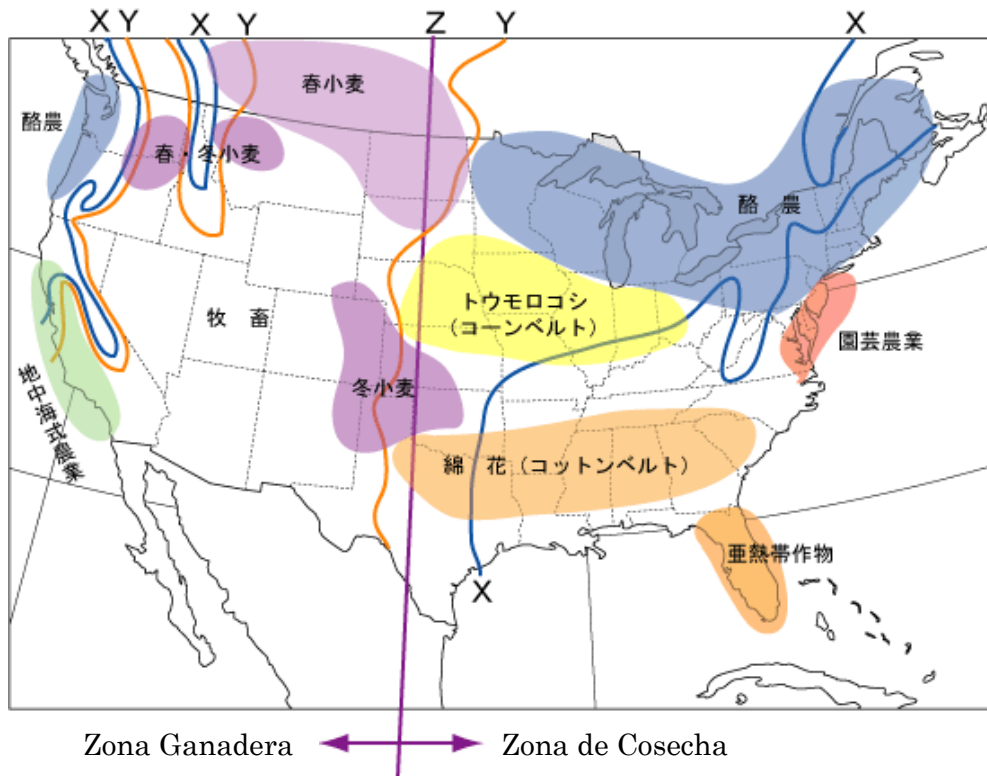 X Y X Y Z Y X
春小麦
酪農
春・冬小麦
酪　農
トウモロコシ
（コーンベルト）
牧　畜
園芸農業
冬小麦
地中海式農業
綿　花（コットンベルト）
亜熱帯作物
X
Zona Ganadera
Zona de Cosecha